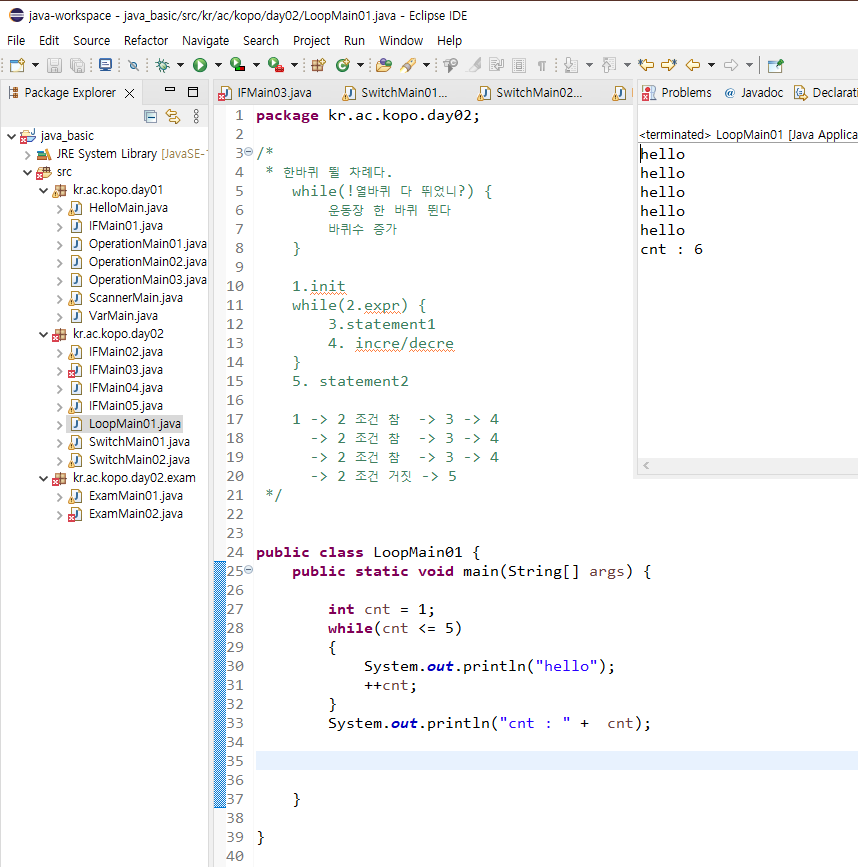 java-workspace - java_basic/src/kr/ac/kopo/day02/LoopMain01.java - Eclipse IDE
File Edit Source Refactor Navigate Search Project Run Window Help
Package Explorer
java_basic
JRE System Library [JavaSE-1
src
kr.ac.kopo.day01
HelloMain.java
IFMain01.java
OperationMain01.java
OperationMain02.java
OperationMain03.java
ScannerMain.java
VarMain.java
kr.ac.kopo.day02
IFMain02.java
IFMain03.java
IFMain04.java
IFMain05.java
LoopMain01.java
SwitchMain01.java
SwitchMain02.java
kr.ac.kopo.day02.exam
ExamMain01.java
ExamMain02.java
IFMain03.java SwitchMain01... SwitchMain02...
1 package kr.ac.kopo.day02;
2
3 /*
4 * 한바퀴 뛸 차례다.
5 while(!열바퀴 다 뛰었니?) {
6 운동장 한 바퀴 뛴다
7 바퀴수 증가
8 }
9
10 1.init
11 while(2.expr) {
12 3.statement1
13 4. incre/decre
14 }
15 5. statement2
16
17 1 -> 2 조건 참 -> 3 -> 4
18 -> 2 조건 참 -> 3 -> 4
19 -> 2 조건 참 -> 3 -> 4
20 -> 2 조건 거짓 -> 5
21 */
22
23
24 public class LoopMain01 {
25 public static void main(String[] args) {
26
27 int cnt = 1;
28 while(cnt <= 5)
29 {
30 System.out.println("hello");
31 ++cnt;
32 }
33 System.out.println("cnt : " + cnt);
34
35
36
37 }
38
39 }
40
Problems @ Javadoc Declarati
<terminated> LoopMain01 [Java Applica
hello
hello
hello
hello
hello
cnt : 6